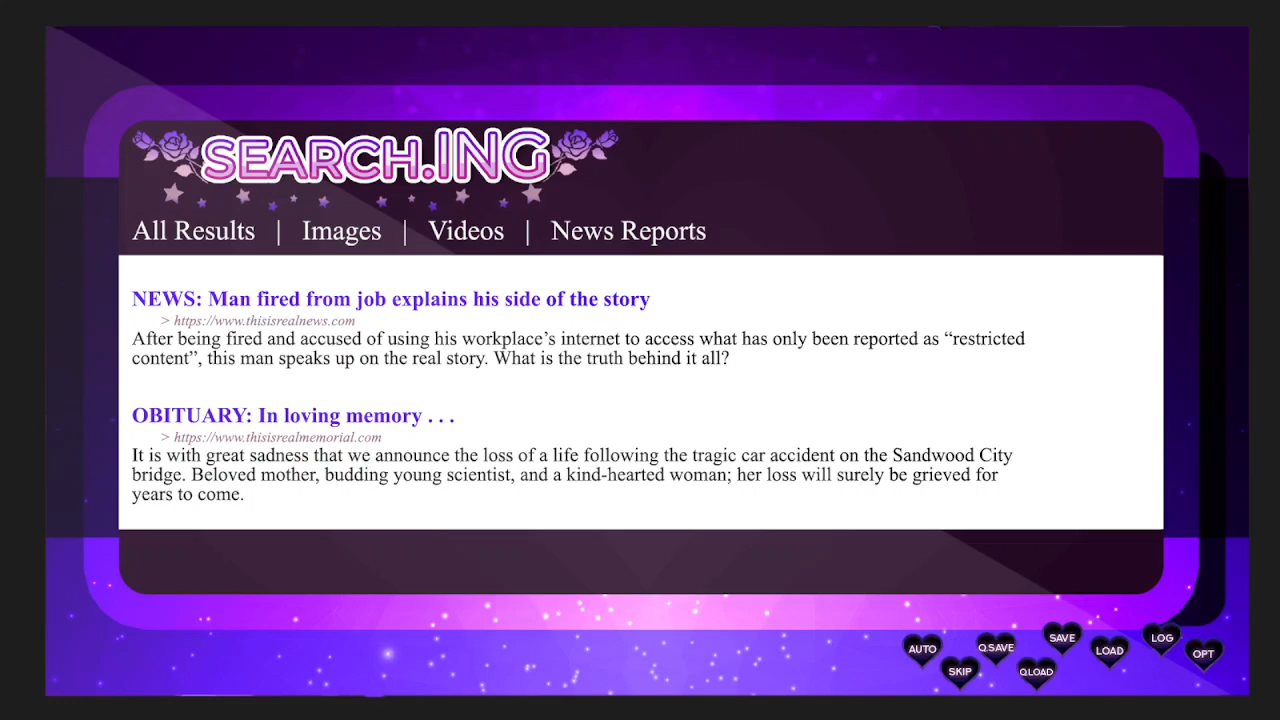 SEARCH.ING
All Results | Images | Videos | News Reports
NEWS: Man fired from job explains his side of the story
> https://www.thisisrealnews.com
After being fired and accused of using his workplace’s internet to access what has only been reported as “restricted
content”, this man speaks up on the real story. What is the truth behind it all?
OBITUARY: In loving memory . . .
> https://www.thisisrealmemorial.com
It is with great sadness that we announce the loss of a life following the tragic car accident on the Sandwood City
bridge. Beloved mother, budding young scientist, and a kind-hearted woman; her loss will surely be grieved for
years to come.
AUTO
SKIP
Q.SAVE
Q.LOAD
SAVE
LOAD
LOG
OPT